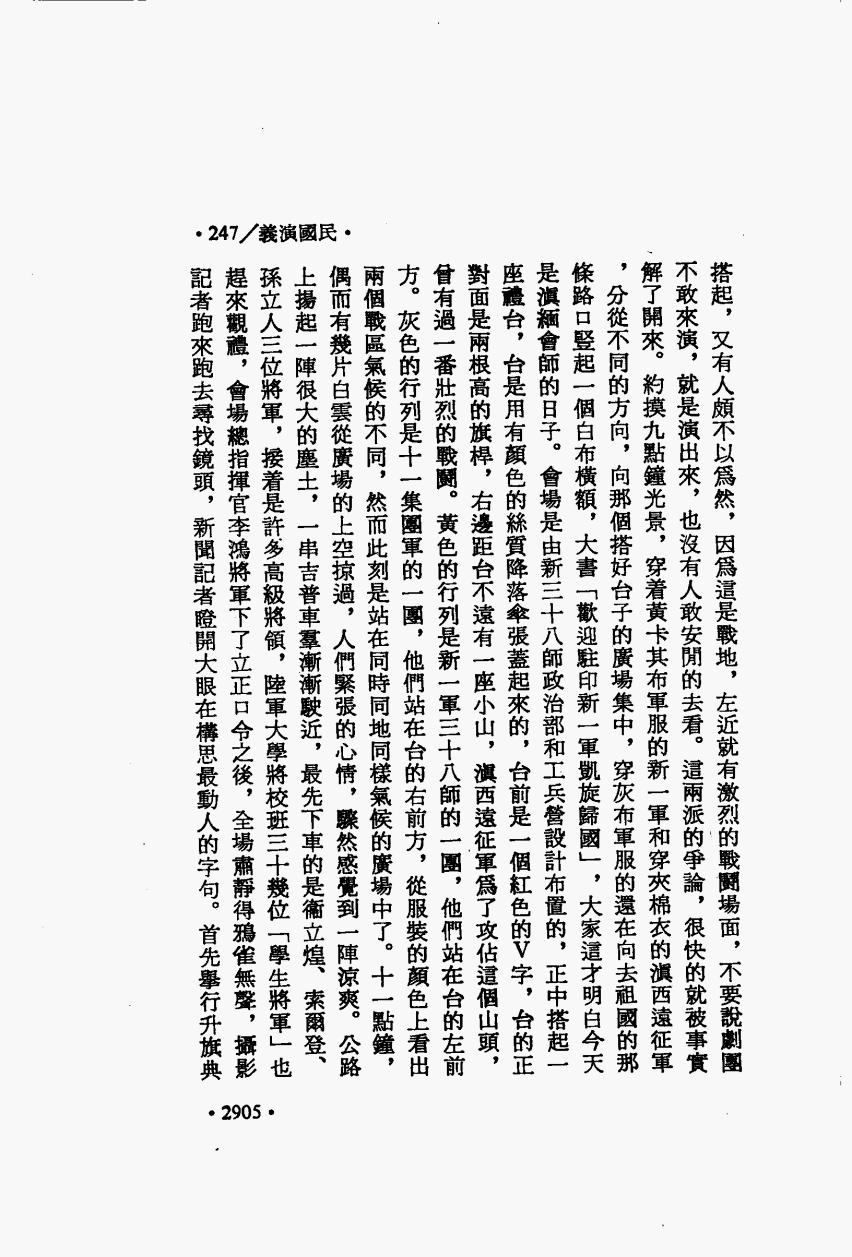 •247／義演國民•
搭起，又有人頗不以爲然，因爲這是戰地，左近就有激烈的戰鬭場面，不要說劇團
不敢來演，就是演出來，也沒有人敢安閒的去看。這兩派的爭論，很快的就被事實
解了開來。約摸九點鐘光景，穿着黃卡其布軍服的新一軍和穿夾棉衣的滇西遠征軍
，分從不同的方向，向那個搭好台子的廣場集中，穿灰布軍服的還在向去祖國的那
條路口豎起一個白布橫額，大書「歡迎駐印新一軍凱旋歸國」，大家這才明白今天
是滇緬會師的日子。會場是由新三十八師政治部和工兵營設計布置的，正中搭起一
座禮台，台是用有顏色的絲質降落傘張蓋起來的，台前是一個紅色的V字，台的正
對面是兩根高的旗桿，右邊距台不遠有一座小山，滇西遠征軍爲了攻佔這個山頭，
曾有過一番壯烈的戰鬭。黃色的行列是新一軍三十八師的一團，他們站在台的左前
方。灰色的行列是十一集團軍的一團，他們站在台的右前方，從服裝的顏色上看出
兩個戰區氣候的不同，然而此刻是站在同時同地同樣氣候的廣場中了。十一點鐘，
偶而有幾片白雲從廣場的上空掠過，人們緊張的心情，驟然感覺到一陣涼爽。公路
上揚起一陣很大的塵土，一串吉普車羣漸漸駛近，最先下車的是衞立煌、索爾登、
孫立人三位將軍，接着是許多高級將領，陸軍大學將校班三十幾位「學生將軍」也
趕來觀禮，會場總指揮官李鴻將軍下了立正口令之後，全場肅靜得鴉雀無聲，攝影
記者跑來跑去尋找鏡頭，新聞記者瞪開大眼在構思最動人的字句。首先舉行升旗典
•2905•